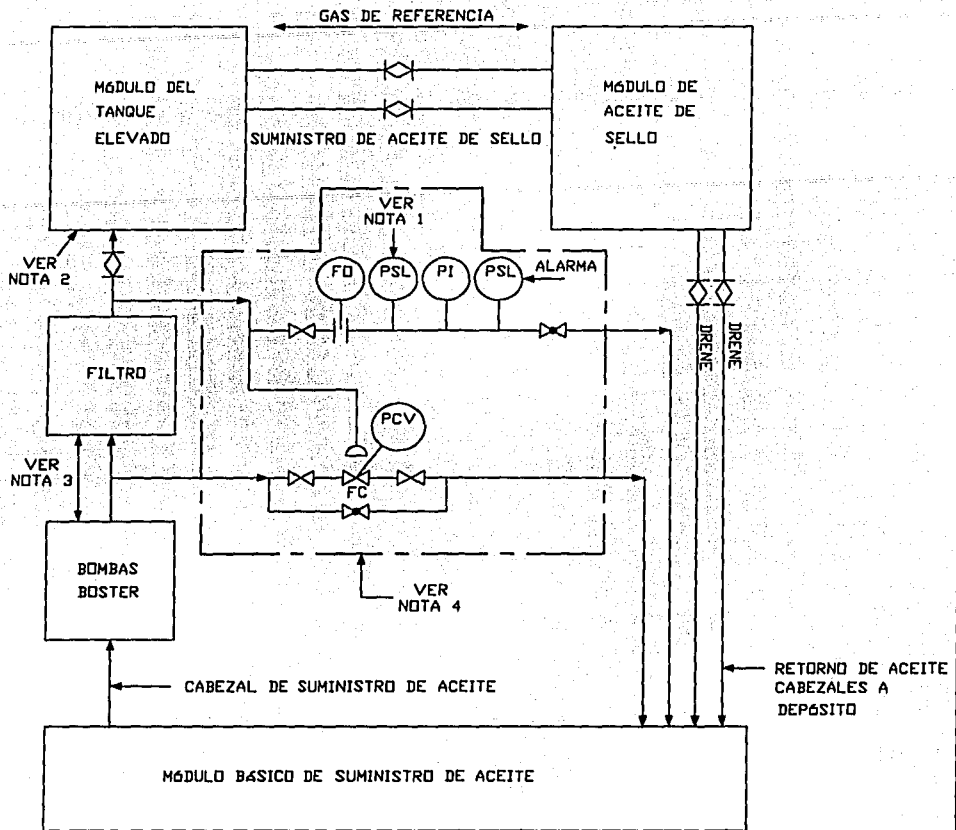 GAS DE REFERENCIA
MóDULO DEL
TANQUE
ELEVADO
MóDULO DE
ACEITE DE
SELLO
SUMINISTRO DE ACEITE DE SELLO
VER
NOTA 1
VER
NOTA 2
FO
PSL
PI
PSL
ALARMA
DRENE
DRENE
FILTRO
PCV
VER
NOTA 3
FC
BOMBAS
BOSTER
VER
NOTA 4
CABEZAL DE SUMINISTRO DE ACEITE
RETORNO DE ACEITE
CABEZALES A
DEPóSITO
MóDULO BáSICO DE SUMINISTRO DE ACEITE